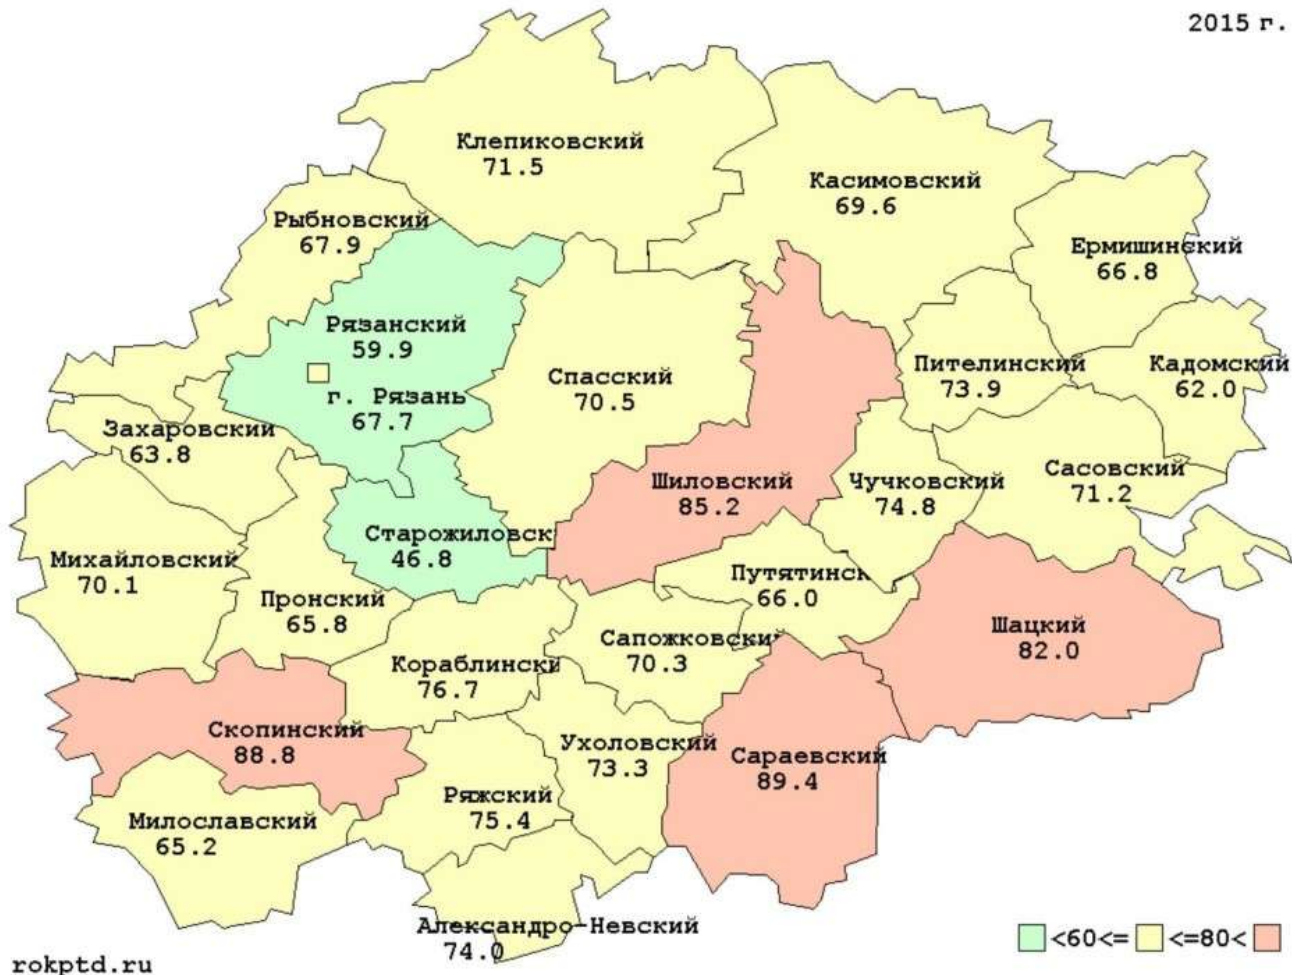 2015 г.
Клепиковский
71.5
Касимовский
69.6
Рыбновский
67.9
Ермишинский
66.8
Рязанский
59.9
г. Рязань
67.7
Спасский
70.5
Пителинский
73.9
Кадомский
62.0
Захаровский
63.8
Шиловский
85.2
Чучковский
74.8
Сасовский
71.2
Старожиловск
46.8
Михайловский
70.1
Путятинск
66.0
Пронский
65.8
Шацкий
82.0
Сапожковский
70.3
Кораблински
76.7
Скопинский
88.8
Ухоловский
73.3
Сараевский
89.4
Ряжский
75.4
Милославский
65.2
Александро-Невский
74.0
<60<= <=80<
rokptd.ru